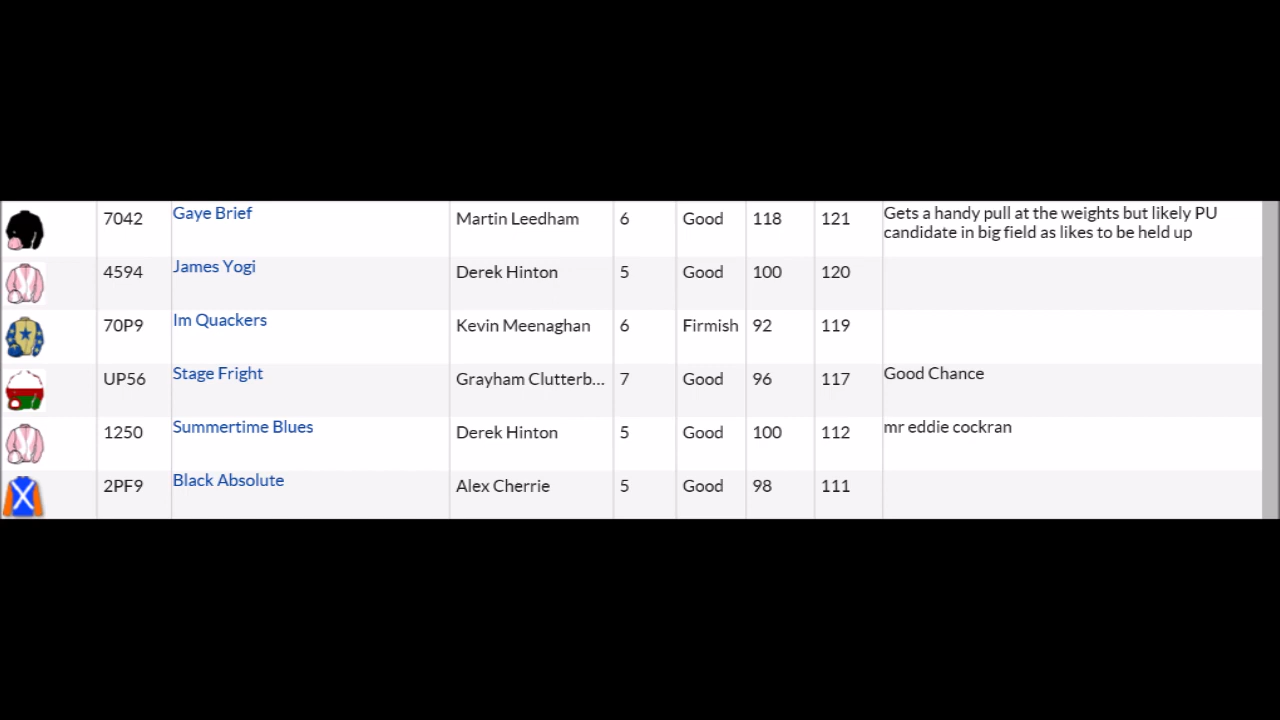 7042 Gaye Brief Martin Leedham 6 Good 118 121 Gets a handy pull at the weights but likely PU
candidate in big field as likes to be held up
4594 James Yogi Derek Hinton 5 Good 100 120
70P9 Im Quackers Kevin Meenaghan 6 Firmish 92 119
UP56 Stage Fright Grayham Clutterb... 7 Good 96 117 Good Chance
1250 Summertime Blues Derek Hinton 5 Good 100 112 mr eddie cockran
2PF9 Black Absolute Alex Cherrie 5 Good 98 111